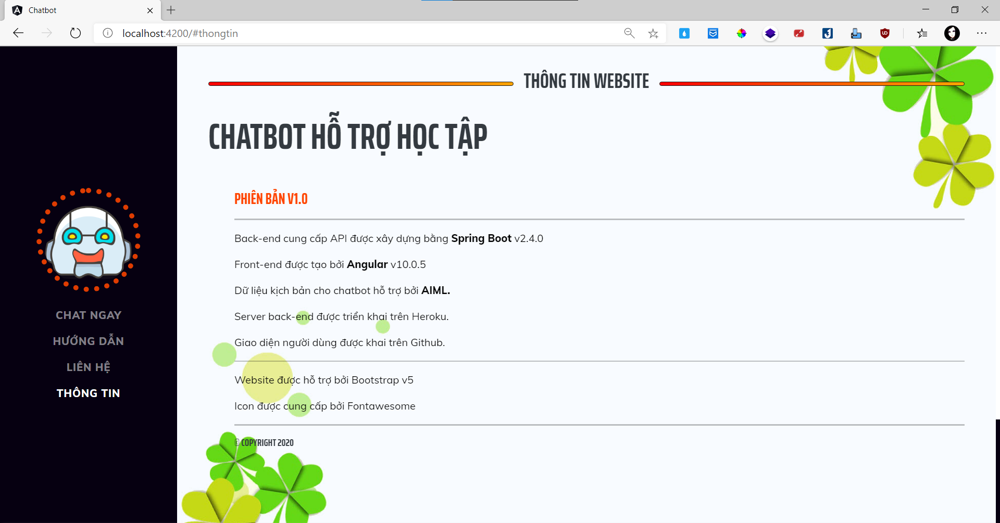 Chatbot
localhost:4200/#thongtin
CHAT NGAY
HƯỚNG DẪN
LIÊN HỆ
THÔNG TIN
THÔNG TIN WEBSITE
CHATBOT HỖ TRỢ HỌC TẬP
PHIÊN BẢN V1.0
Back-end cung cấp API được xây dựng bằng Spring Boot v2.4.0
Front-end được tạo bởi Angular v10.0.5
Dữ liệu kịch bản cho chatbot hỗ trợ bởi AIML.
Server back-end được triển khai trên Heroku.
Giao diện người dùng được khai trên Github.
Website được hỗ trợ bởi Bootstrap v5
Icon được cung cấp bởi Fontawesome
© COPYRIGHT 2020